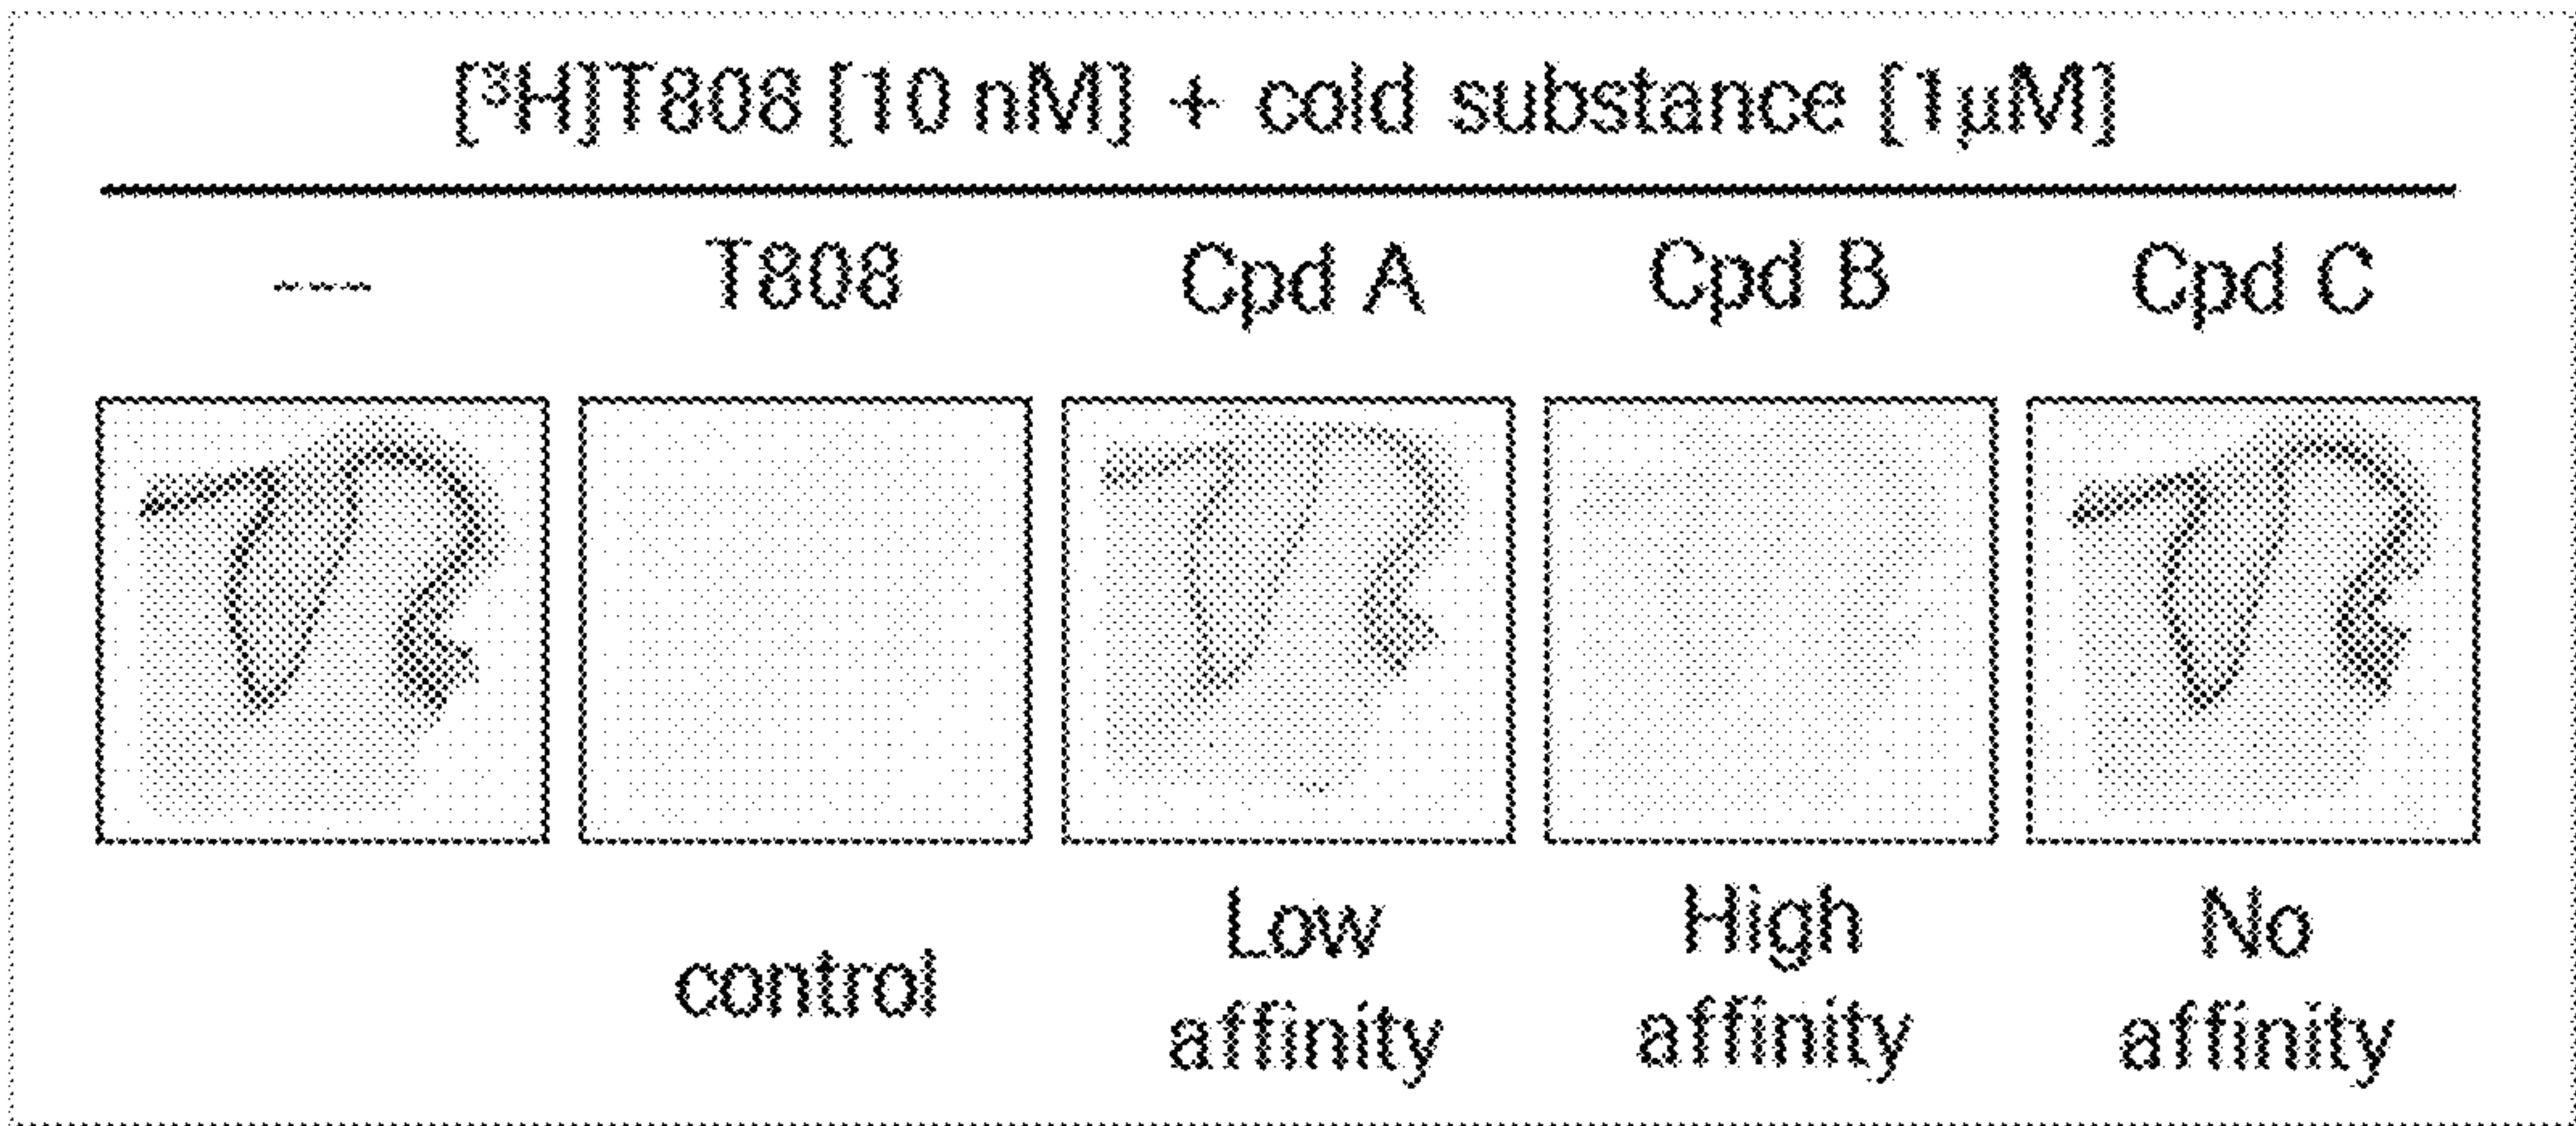 [³H]T808 [10 nM] + cold substance [1µM]
--- T808 Cpd A Cpd B Cpd C
control Low affinity High affinity No affinity